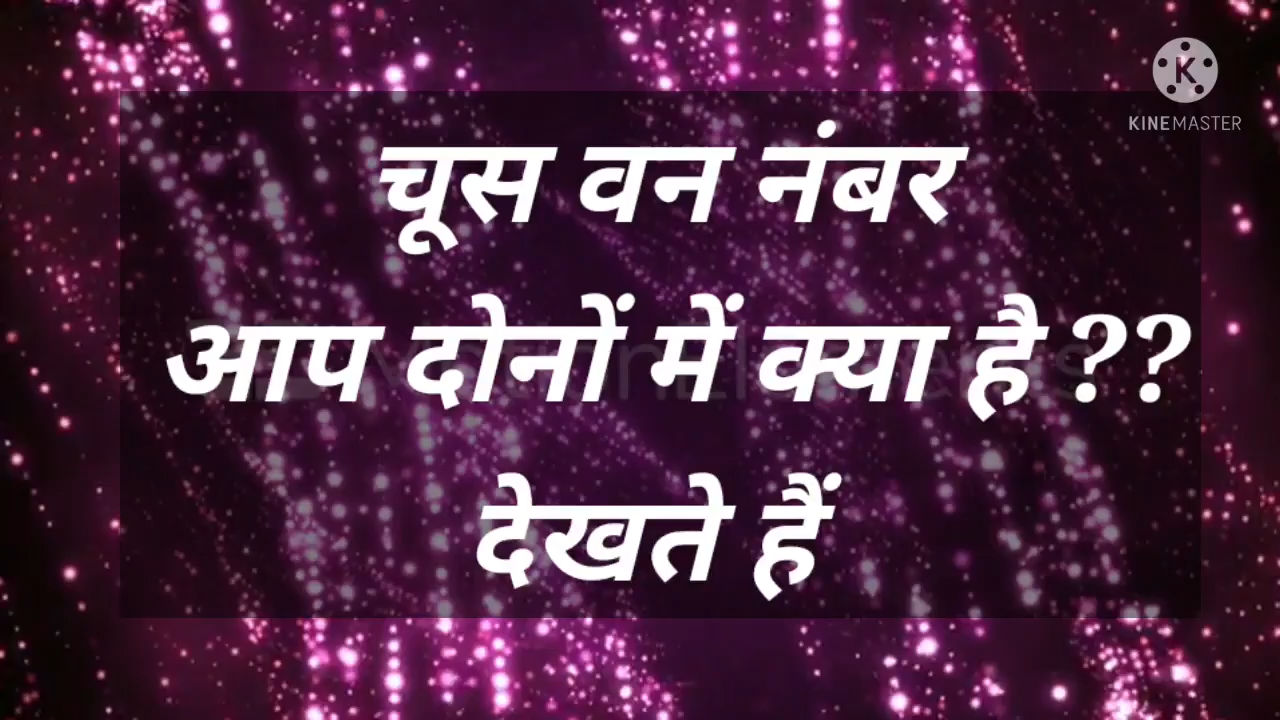 KINEMASTER
चूस वन नंबर
आप दोनों में क्या है ??
देखते हैं